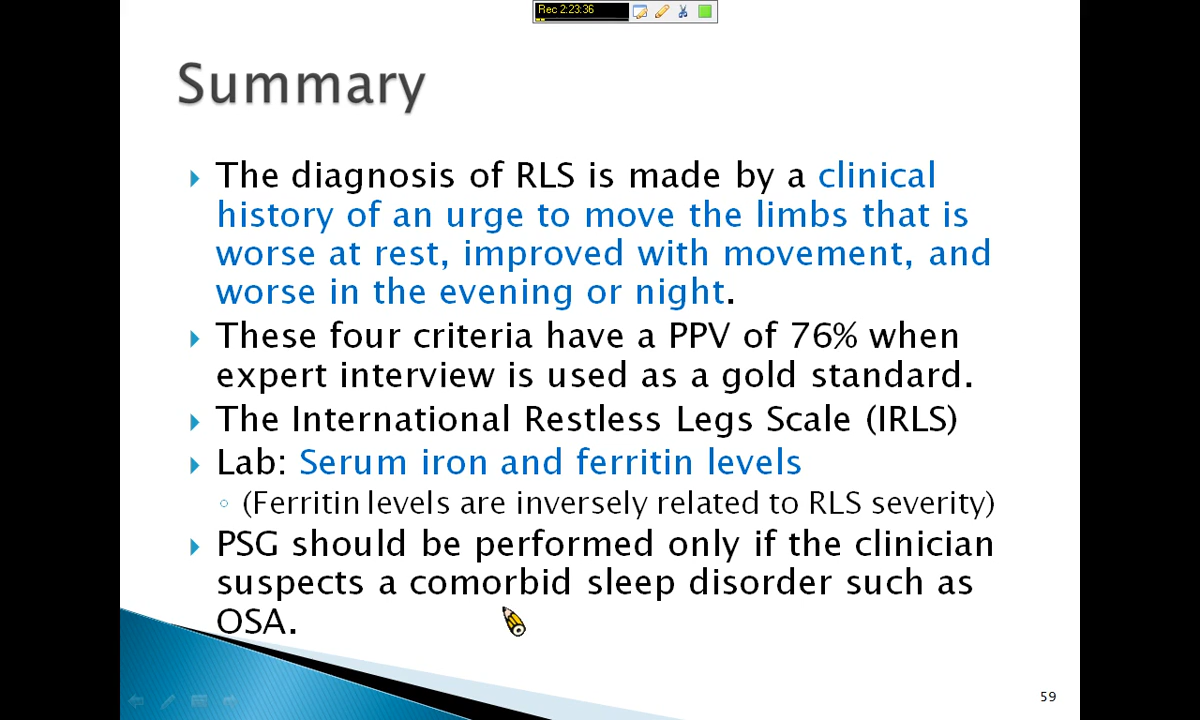 Rec 2:23:36
Summary
The diagnosis of RLS is made by a clinical
history of an urge to move the limbs that is
worse at rest, improved with movement, and
worse in the evening or night.
These four criteria have a PPV of 76% when
expert interview is used as a gold standard.
The International Restless Legs Scale (IRLS)
Lab: Serum iron and ferritin levels
(Ferritin levels are inversely related to RLS severity)
PSG should be performed only if the clinician
suspects a comorbid sleep disorder such as
OSA.
59